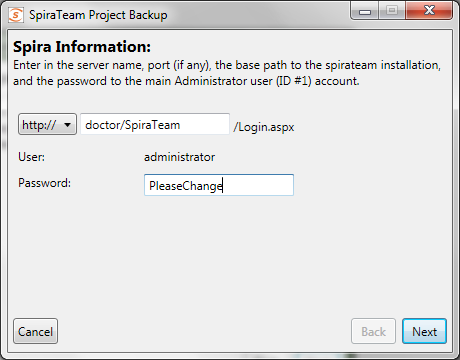 SpiraTeam Project Backup
Spira Information:
Enter in the server name, port (if any), the base path to the spirateam installation,
and the password to the main Administrator user (ID #1) account.
http:// doctor/SpiraTeam /Login.aspx
User: administrator
Password: PleaseChange
Cancel Back Next